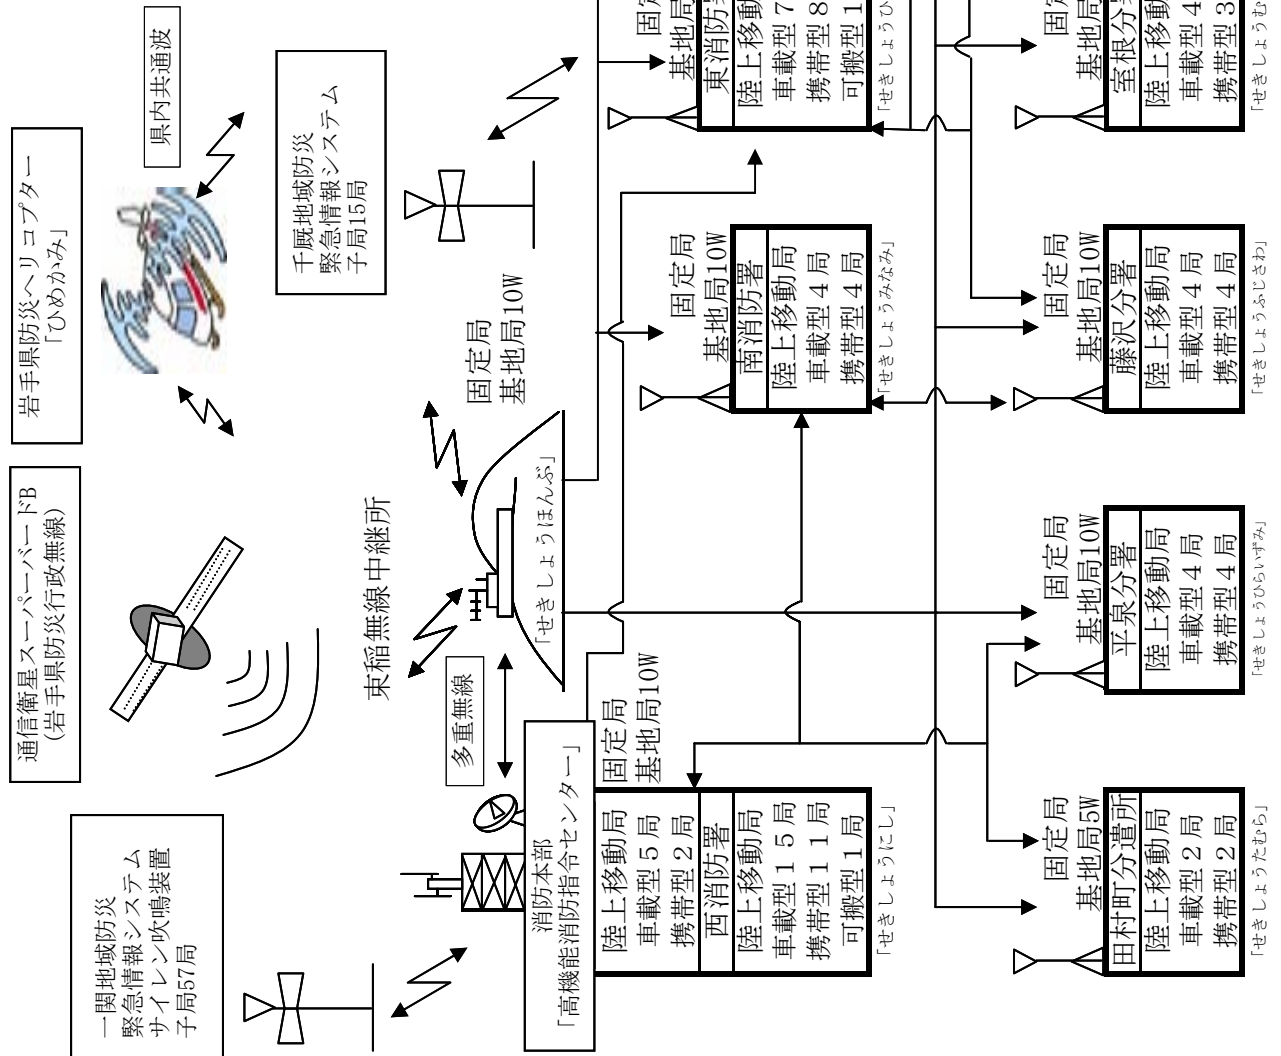 岩手県防災ヘリコプター
「ひめかみ」
県内共通波
通信衛星スーパーバードB
(岩手県防災行政無線)
千厩地域防災
緊急情報システム
子局15局
一関地域防災
緊急情報システム
サイレン吹鳴装置
子局57局
東稲無線中継所
固定局
基地局10W
「せきしょうほんぶ」
多重無線
消防本部
「高機能消防指令センター」
固定局
基地局10W
陸上移動局
車載型5局
携帯型2局
西消防署
陸上移動局
車載型15局
携帯型11局
可搬型1局
「せきしょうにし」
固定局
基地局10W
南消防署
陸上移動局
車載型4局
携帯型4局
「せきしょうみなみ」
固定
基地局
東消防署
陸上移動
車載型7
携帯型8
可搬型1
「せきしょうひ
固定局
基地局5W
田村町分遣所
陸上移動局
車載型2局
携帯型2局
「せきしょうたむら」
固定局
基地局10W
平泉分署
陸上移動局
車載型4局
携帯型4局
「せきしょうひらいずみ」
固定局
基地局10W
藤沢分署
陸上移動局
車載型4局
携帯型4局
「せきしょうふじさわ」
固定
基地局
室根分署
陸上移動
車載型4
携帯型3
「せきしょうむ